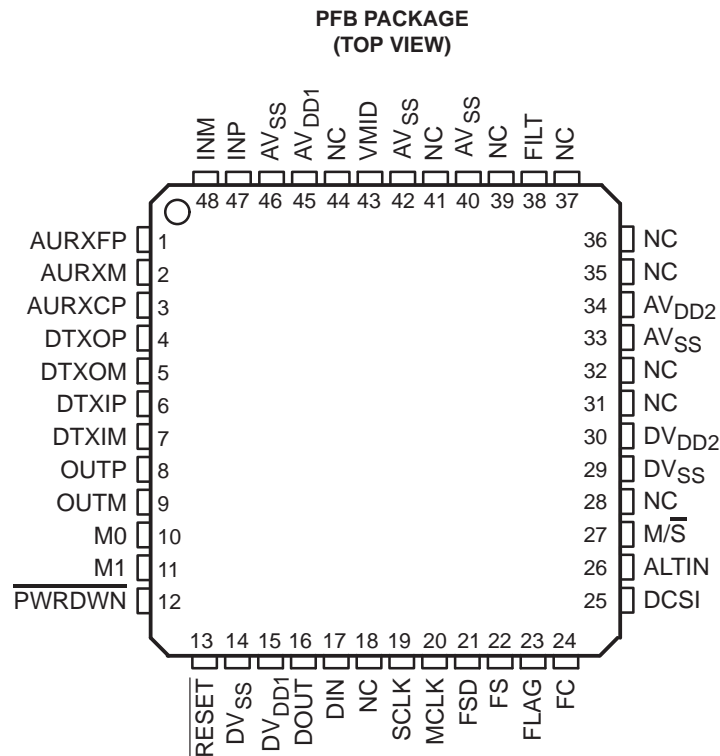 PFB PACKAGE
(TOP VIEW)
INM INP AVSS AVDD1 NC VMID AVSS NC AVSS NC FILT NC
48 47 46 45 44 43 42 41 40 39 38 37
AURXFP 1 36 NC
AURXM 2 35 NC
AURXCP 3 34 AVDD2
DTXOP 4 33 AVSS
DTXOM 5 32 NC
DTXIP 6 31 NC
DTXIM 7 30 DVDD2
OUTP 8 29 DVSS
OUTM 9 28 NC
M0 10 27 M/S̅
M1 11 26 ALTIN
P̅W̅R̅D̅W̅N̅ 12 25 DCSI
13 14 15 16 17 18 19 20 21 22 23 24
R̅E̅S̅E̅T̅ DVSS DVDD1 DOUT DIN NC SCLK MCLK FSD FS FLAG FC